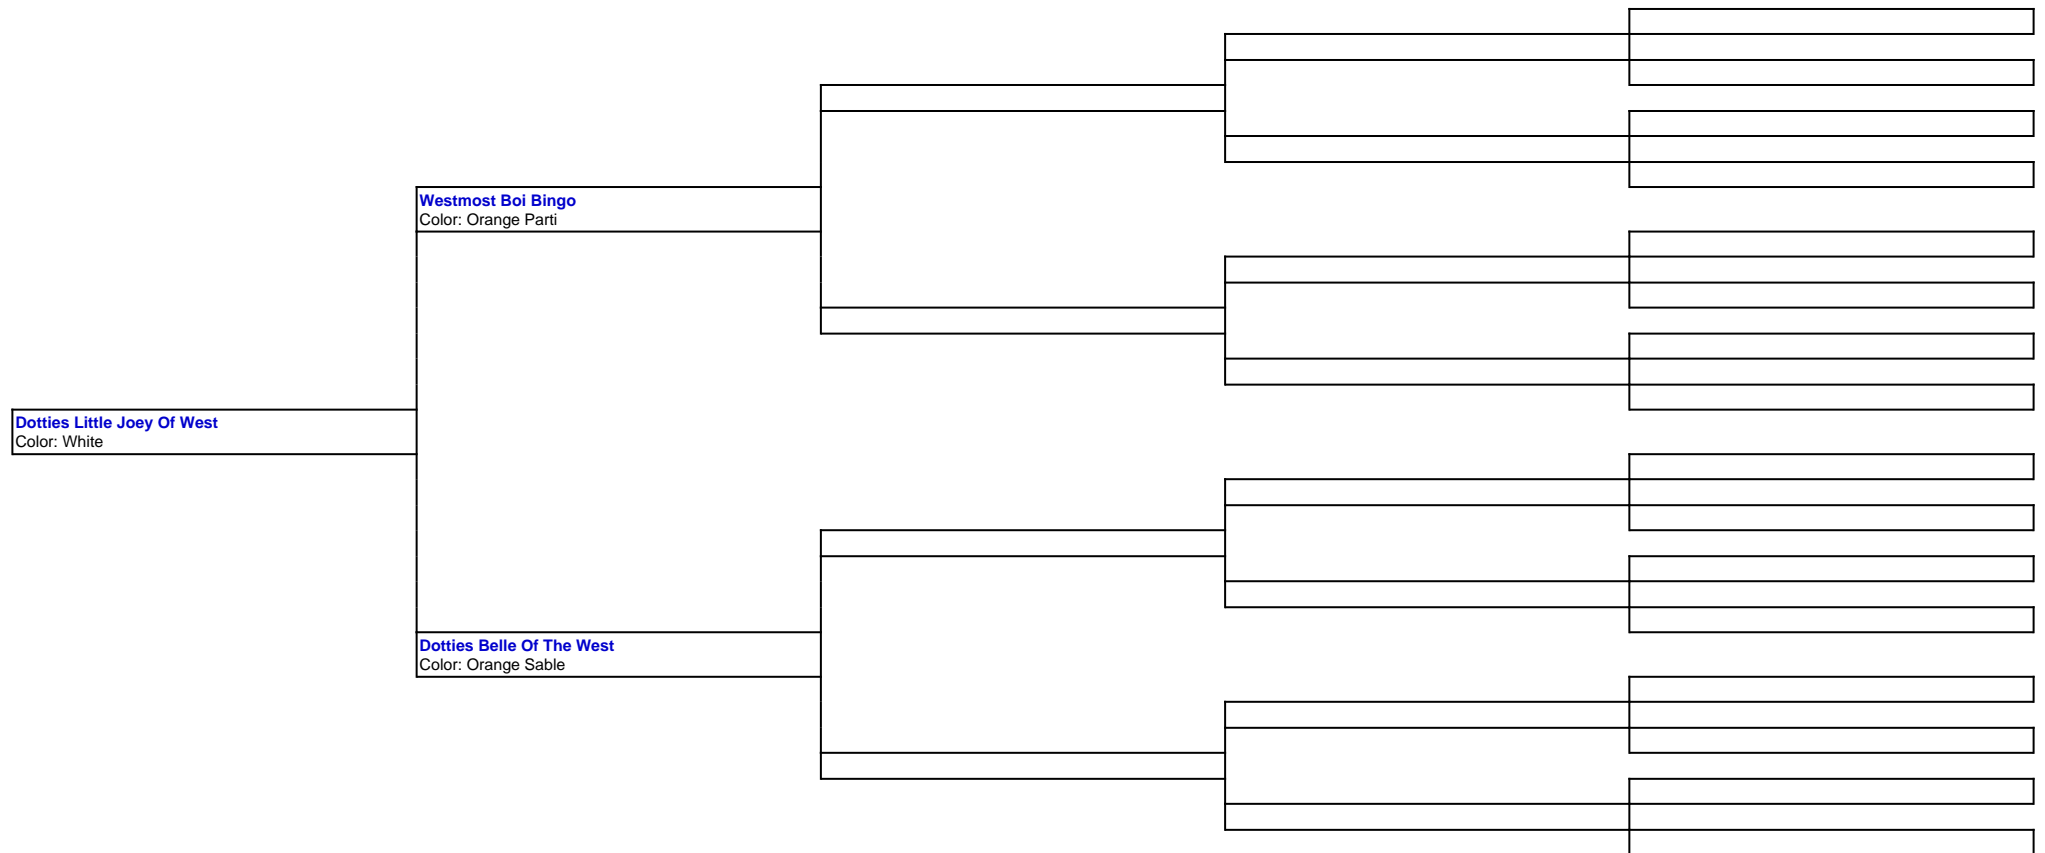 Westmost Boi Bingo
Color: Orange Parti
Dotties Little Joey Of West
Color: White
Dotties Belle Of The West
Color: Orange Sable